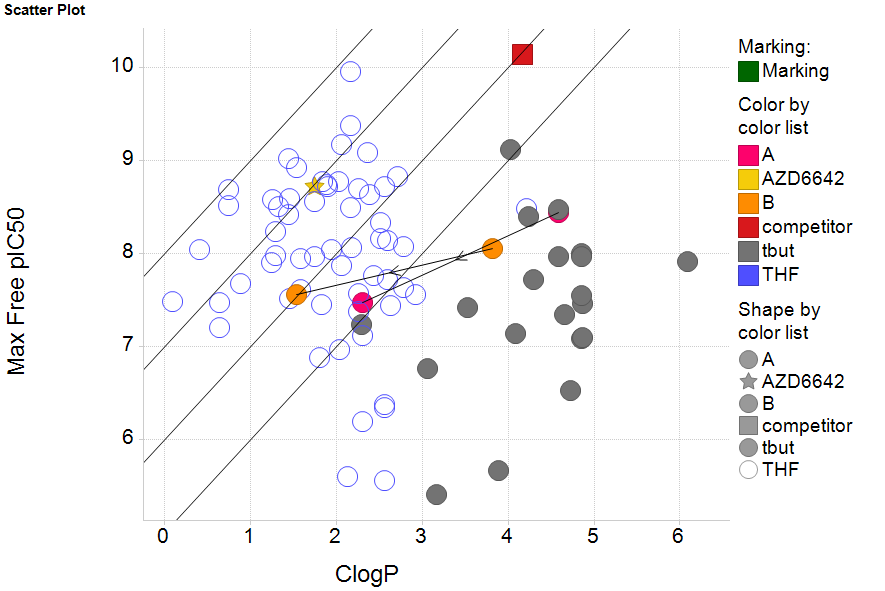 Scatter Plot
Max Free pIC50
10
9
8
7
6
0 1 2 3 4 5 6
ClogP
Marking:
Marking
Color by
color list
A
AZD6642
B
competitor
tbut
THF
Shape by
color list
A
AZD6642
B
competitor
tbut
THF